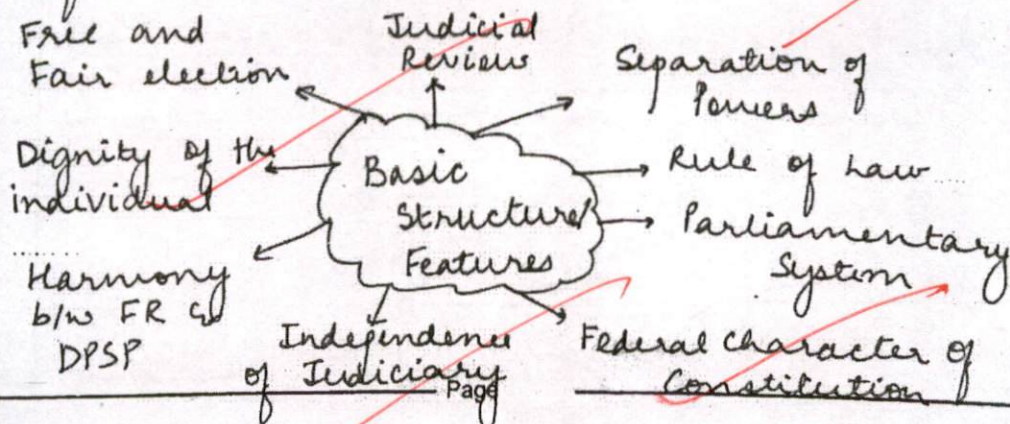 Free and
Fair election
Judicial
Review
Separation of
Powers
Dignity of the
individual
Basic
Structure/
Features
Rule of Law
Parliamentary
System
Harmony
b/w FR &
DPSP
Independence
of Judiciary
Federal Character of
Constitution
Page